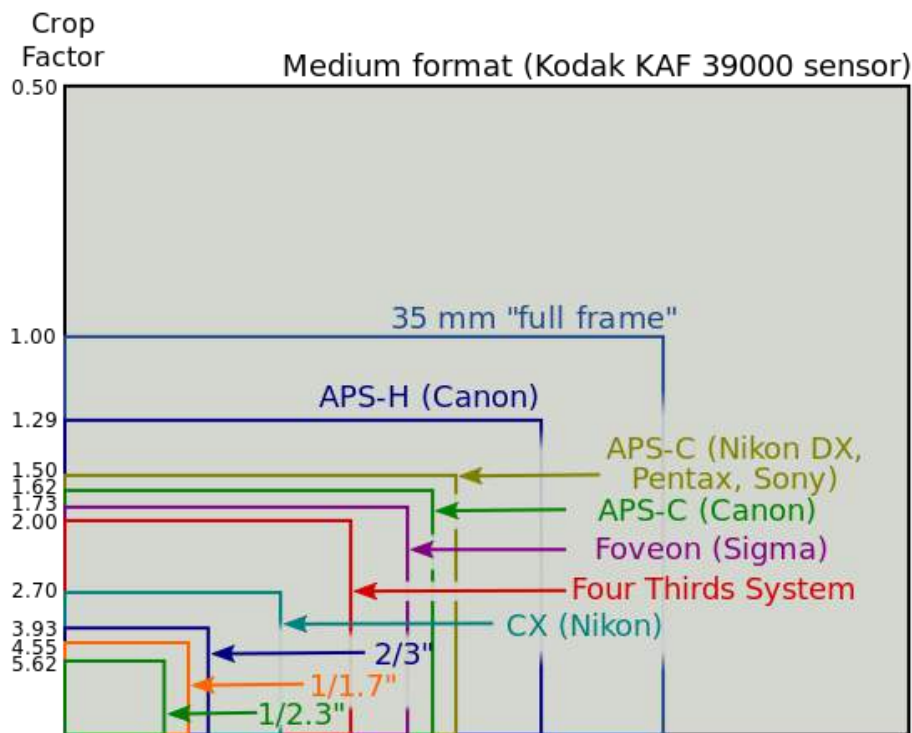 Crop
Factor
Medium format (Kodak KAF 39000 sensor)
0.50
35 mm "full frame"
1.00
APS-H (Canon)
1.29
APS-C (Nikon DX,
Pentax, Sony)
1.50
1.62
APS-C (Canon)
1.73
2.00
Foveon (Sigma)
Four Thirds System
2.70
CX (Nikon)
3.93
2/3"
4.55
5.62
1/1.7"
1/2.3"